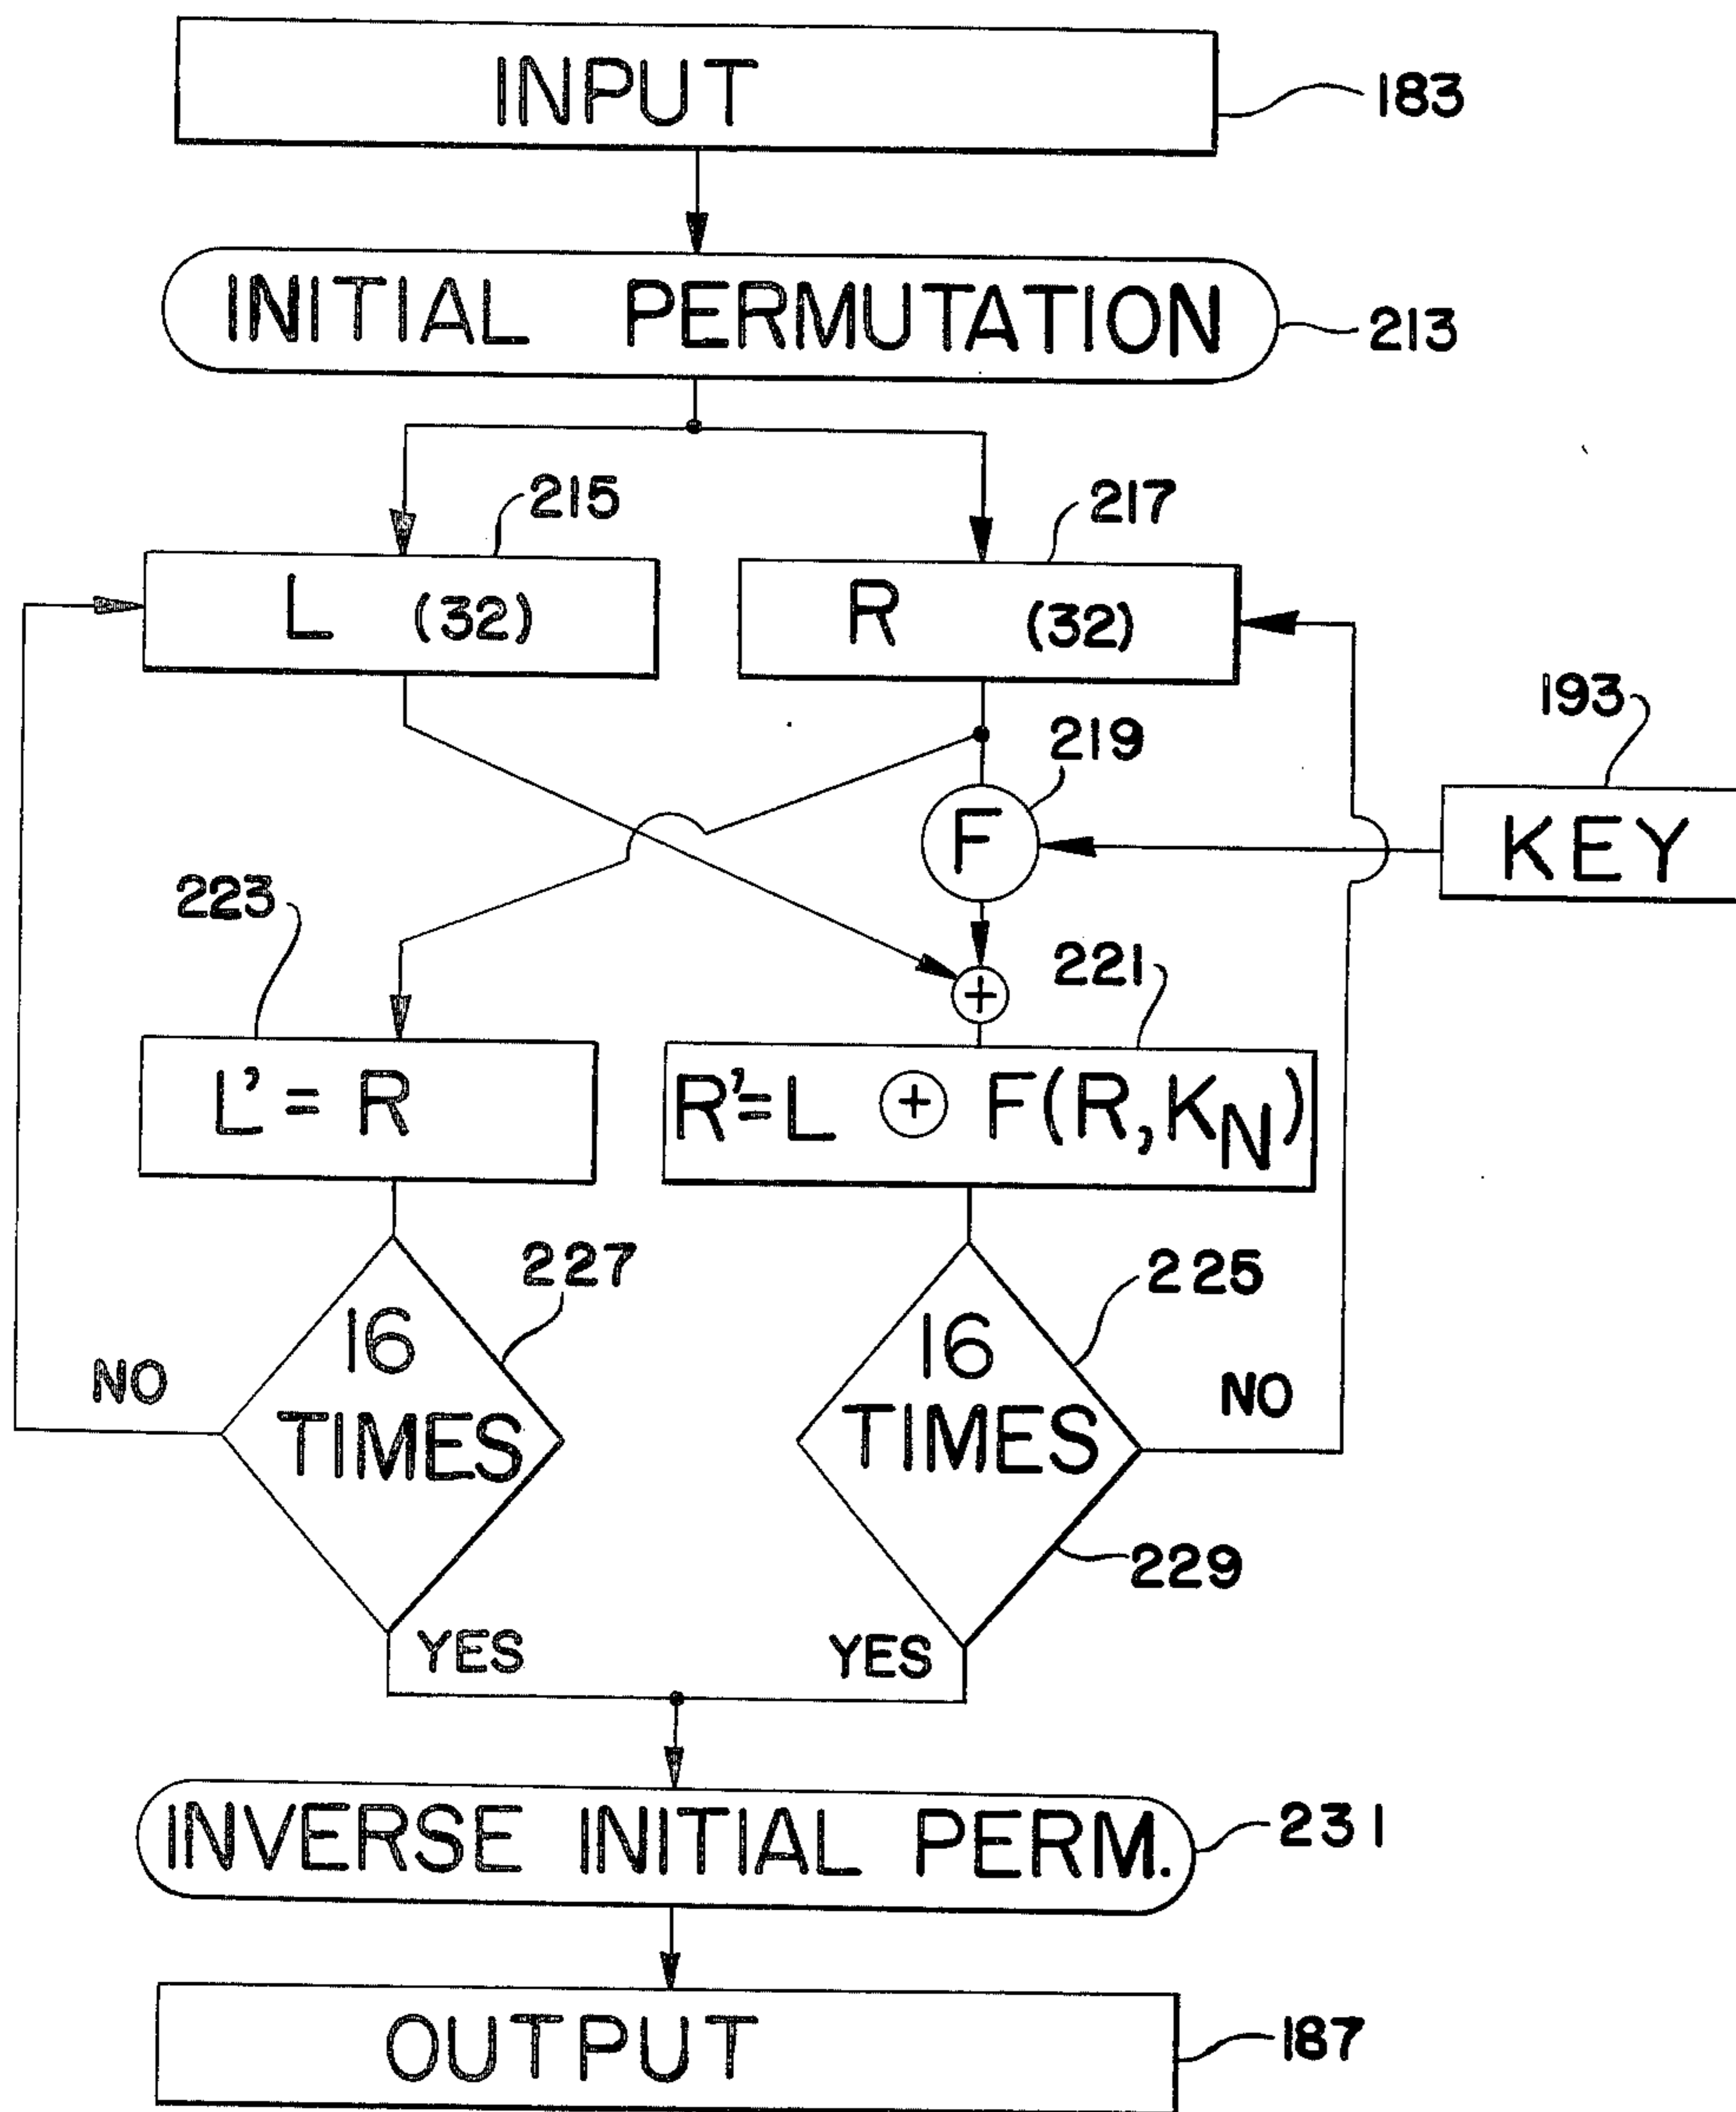 INPUT
183
INITIAL PERMUTATION
213
215
217
L (32)
R (32)
193
219
F
KEY
223
221
+
L' = R
R'=L ⊕ F(R,K_N)
227
225
16
TIMES
NO
16
TIMES
NO
229
YES
YES
INVERSE INITIAL PERM.
231
OUTPUT
187